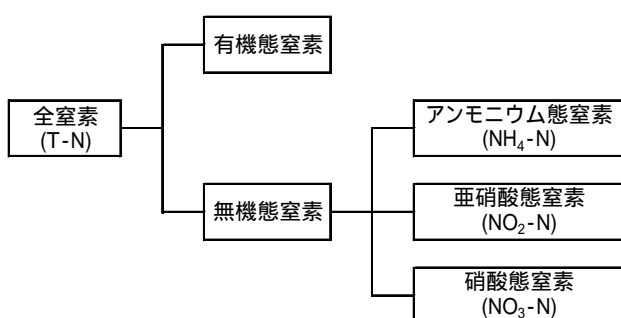 有機態窒素
全窒素
(T-N)
アンモニウム態窒素
(NH₄-N)
無機態窒素
亜硝酸態窒素
(NO₂-N)
硝酸態窒素
(NO₃-N)